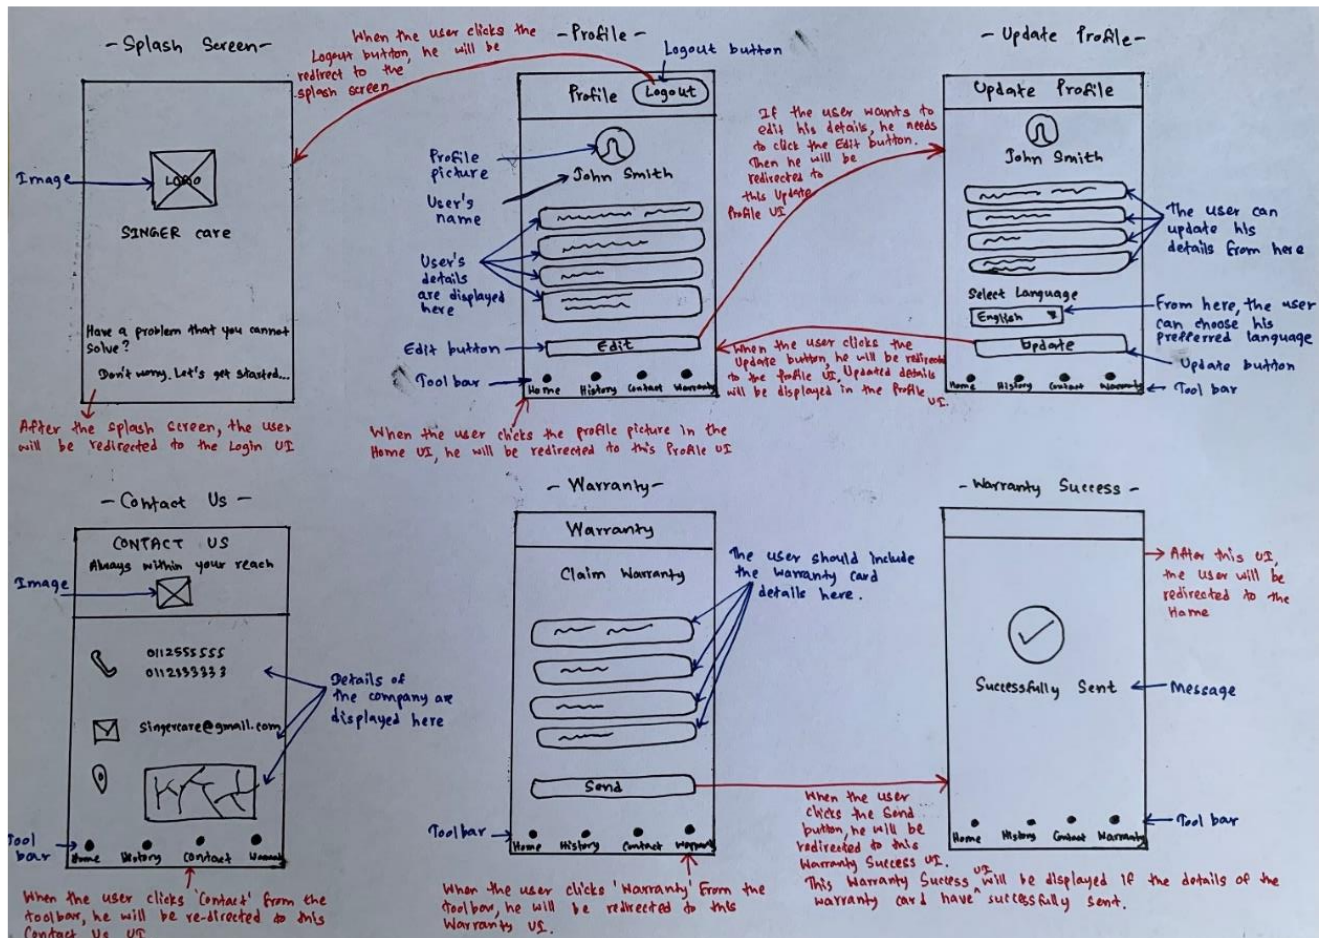 - Splash Screen -
Image
LOGO
SINGER care
Have a problem that you cannot
solve?
Don't worry. Let's get started...
After the splash screen, the user
will be redirected to the Login UI
When the user clicks the
Logout button, he will be
redirect to the
splash screen
- Profile -
Logout button
Profile
Logout
Profile
picture
John Smith
User's
name
User's
details
are displayed
here
Edit button
Edit
Tool bar
Home History Contact Warranty
When the user clicks the profile picture in the
Home UI, he will be redirected to this Profile UI
If the user wants to
edit his details, he needs
to click the Edit button.
Then he will be
redirected to
this Update
Profile UI
- Update Profile -
Update Profile
John Smith
The user can
update his
details from here
Select Language
English
From here, the user
can choose his
preferred language
Update
Update button
Home History Contact Warranty
Tool bar
When the user clicks the
Update button, he will be redirected
to the Profile UI, Updated details
will be displayed in the Profile
UI.
- Contact Us -
CONTACT US
Always within your reach
Image
0112555555
0112333333
singercare@gmail.com
Details of
the company are
displayed here
Tool
bar
Home History Contact Warranty
When the user clicks 'Contact' from the
toolbar, he will be re-directed to this
Contact Us UI
- Warranty -
Warranty
Claim Warranty
The user should include
the warranty card
details here.
Send
Toolbar
Home History Contact Warranty
When the user clicks 'Warranty' From the
toolbar, he will be redirected to this
Warranty UI.
When the user
clicks the Send
button, he will be
redirected to this
Warranty Success UI.
This Warranty Success UI will be displayed if the details of the
warranty card have successfully sent.
- Warranty Success -
After this UI,
the user will be
redirected to the
Home
Successfully Sent
Message
Home History Contact Warranty
Tool bar